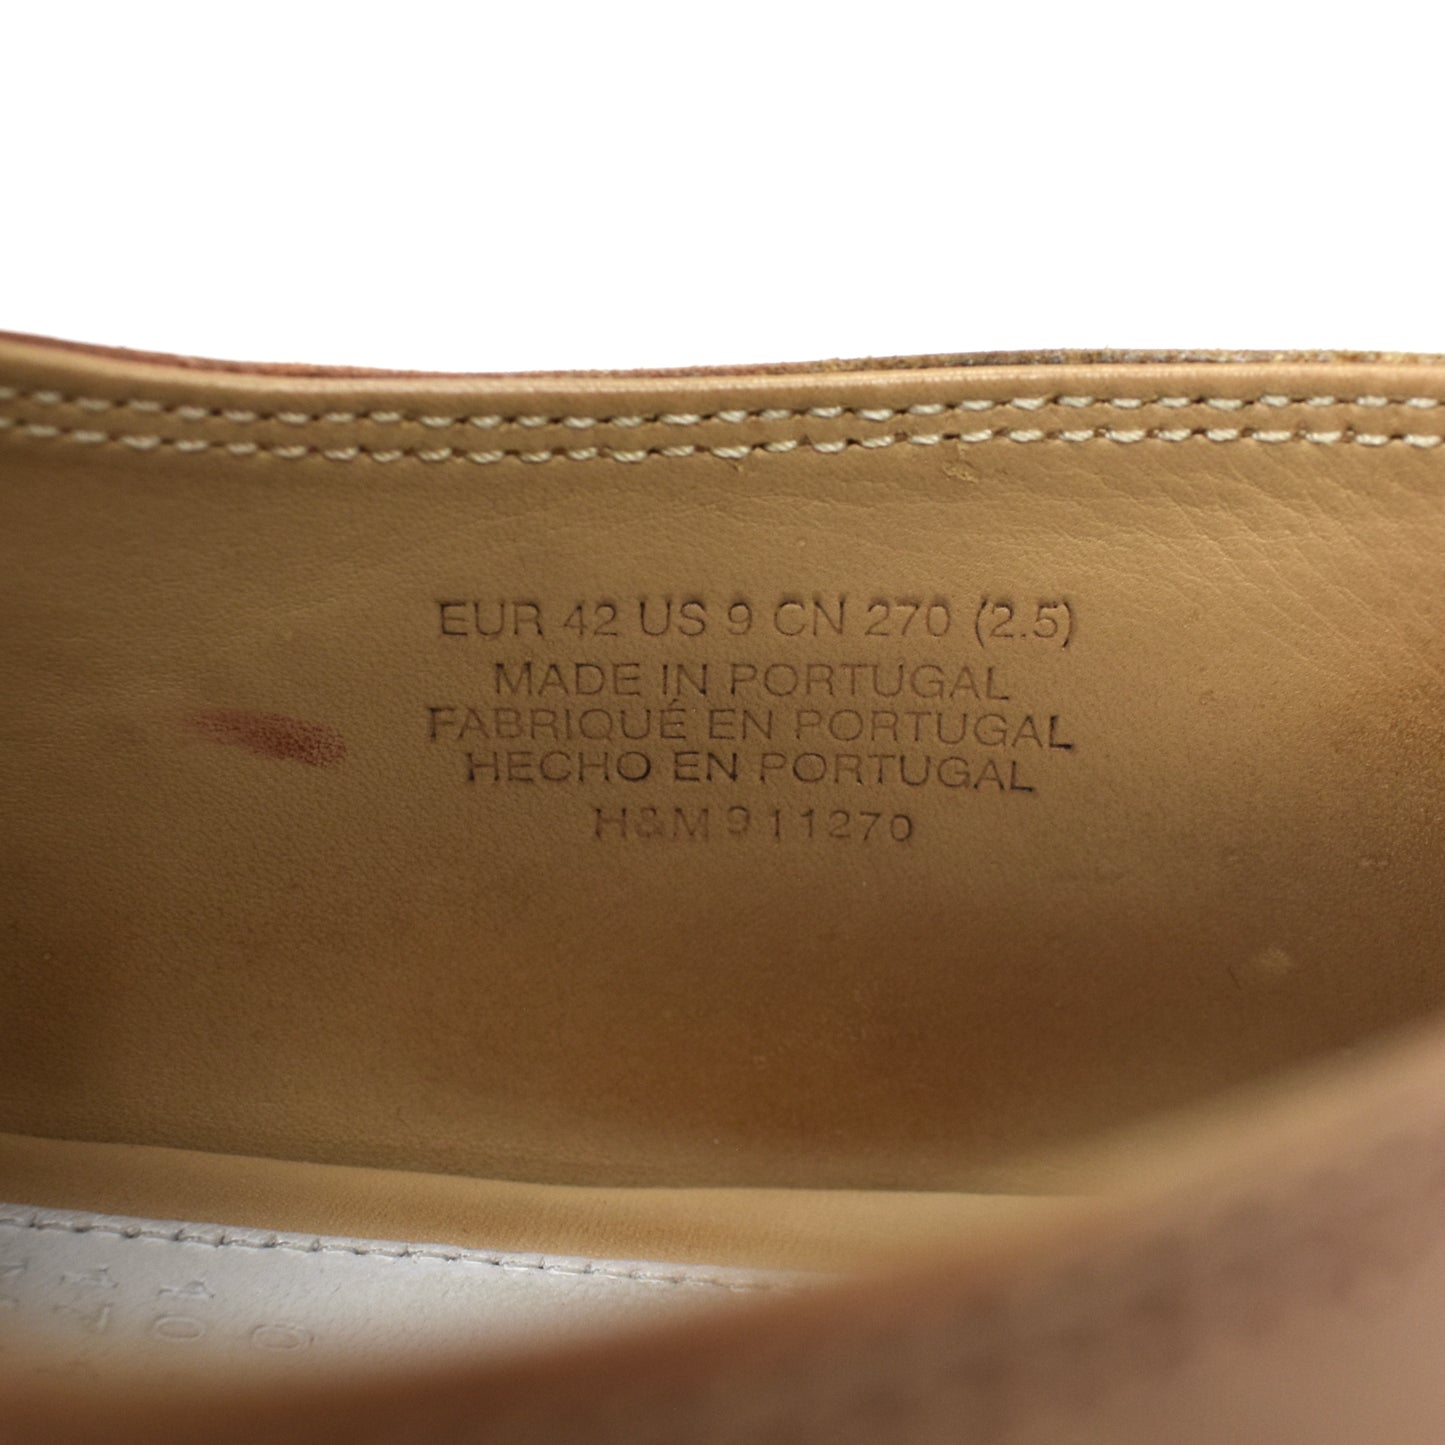 EUR 42 US 9 CN 270 (2.5)
MADE IN PORTUGAL
FABRIQUÉ EN PORTUGAL
HECHO EN PORTUGAL
H&M 911270